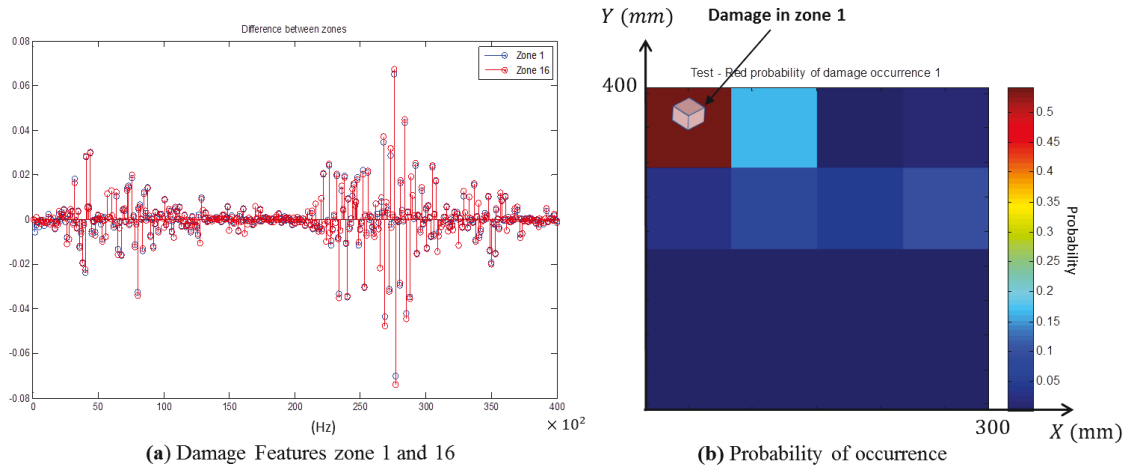 Difference between zones
Zone 1
Zone 16
0.08
0.06
0.04
0.02
0
-0.02
-0.04
-0.06
-0.08
0 50 100 150 200 250 300 350 400
(Hz)
× 10²
(a) Damage Features zone 1 and 16
Y (mm)
Damage in zone 1
Test - Red probability of damage occurrence 1
400
300
X (mm)
0.5
0.45
0.4
0.35
0.3
0.25
0.2
0.15
0.1
0.05
Probability
(b) Probability of occurrence